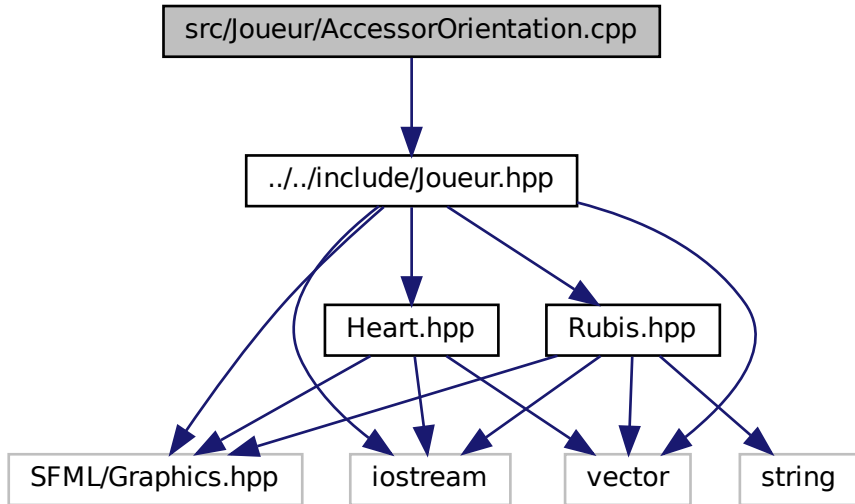 src/Joueur/AccessorOrientation.cpp
../../include/Joueur.hpp
Heart.hpp
Rubis.hpp
SFML/Graphics.hpp
iostream
vector
string